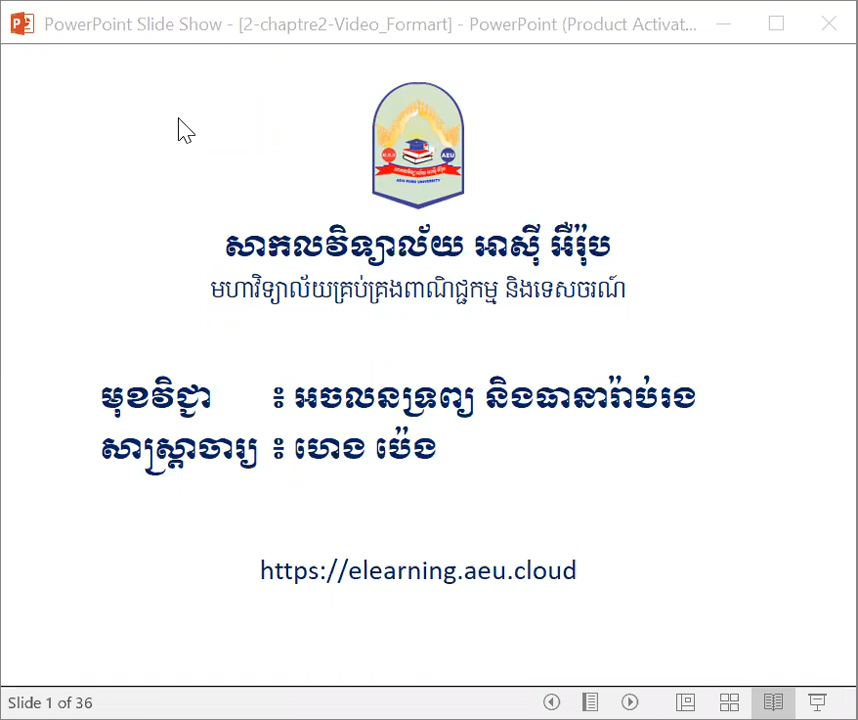 PowerPoint Slide Show - [2-chaptre2-Video_Formart] - PowerPoint (Product Activat...
AEU
ASIA EURO UNIVERSITY
សាកលវិទ្យាល័យ អាស៊ី អឺរ៉ុប
មហាវិទ្យាល័យគ្រប់គ្រងពាណិជ្ជកម្ម និងទេសចរណ៍
មុខវិជ្ជា ៖ អចលនទ្រព្យ និងធានារ៉ាប់រង
សាស្ត្រាចារ្យ ៖ ហេង ប៉េង
https://elearning.aeu.cloud
Slide 1 of 36